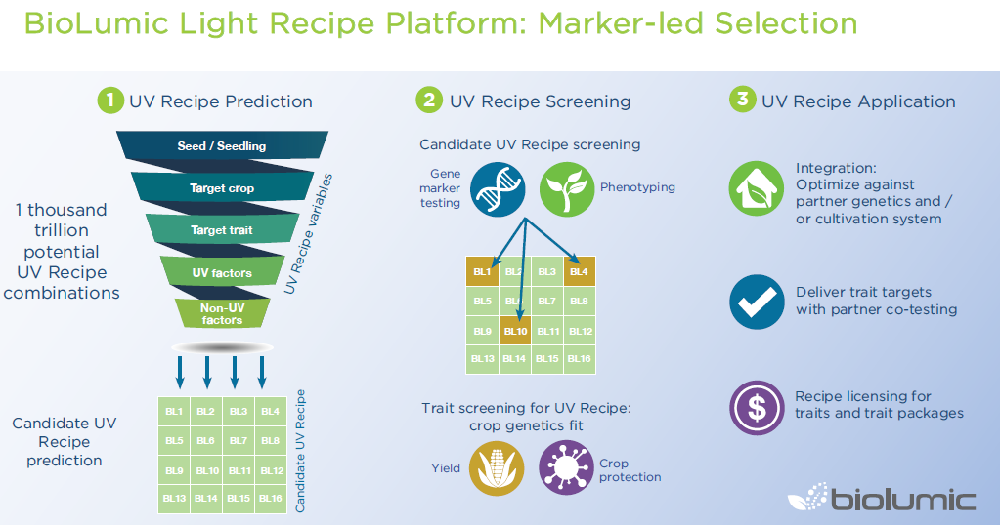 BioLumic Light Recipe Platform: Marker-led Selection
1 UV Recipe Prediction
Seed / Seedling
Target crop
Target trait
UV factors
Non-UV
factors
UV Recipe variables
1 thousand
trillion
potential
UV Recipe
combinations
Candidate UV
Recipe
prediction
BL1 BL2 BL3 BL4
BL5 BL6 BL7 BL8
BL9 BL10 BL11 BL12
BL13 BL14 BL15 BL16
Candidate UV Recipe
2 UV Recipe Screening
Candidate UV Recipe screening
Gene
marker
testing
Phenotyping
BL1 BL2 BL3 BL4
BL5 BL6 BL7 BL8
BL9 BL10 BL11 BL12
BL13 BL14 BL15 BL16
Trait screening for UV Recipe:
crop genetics fit
Yield
Crop
protection
3 UV Recipe Application
Integration:
Optimize against
partner genetics and /
or cultivation system
Deliver trait targets
with partner co-testing
$
Recipe licensing for
traits and trait packages
biolumic